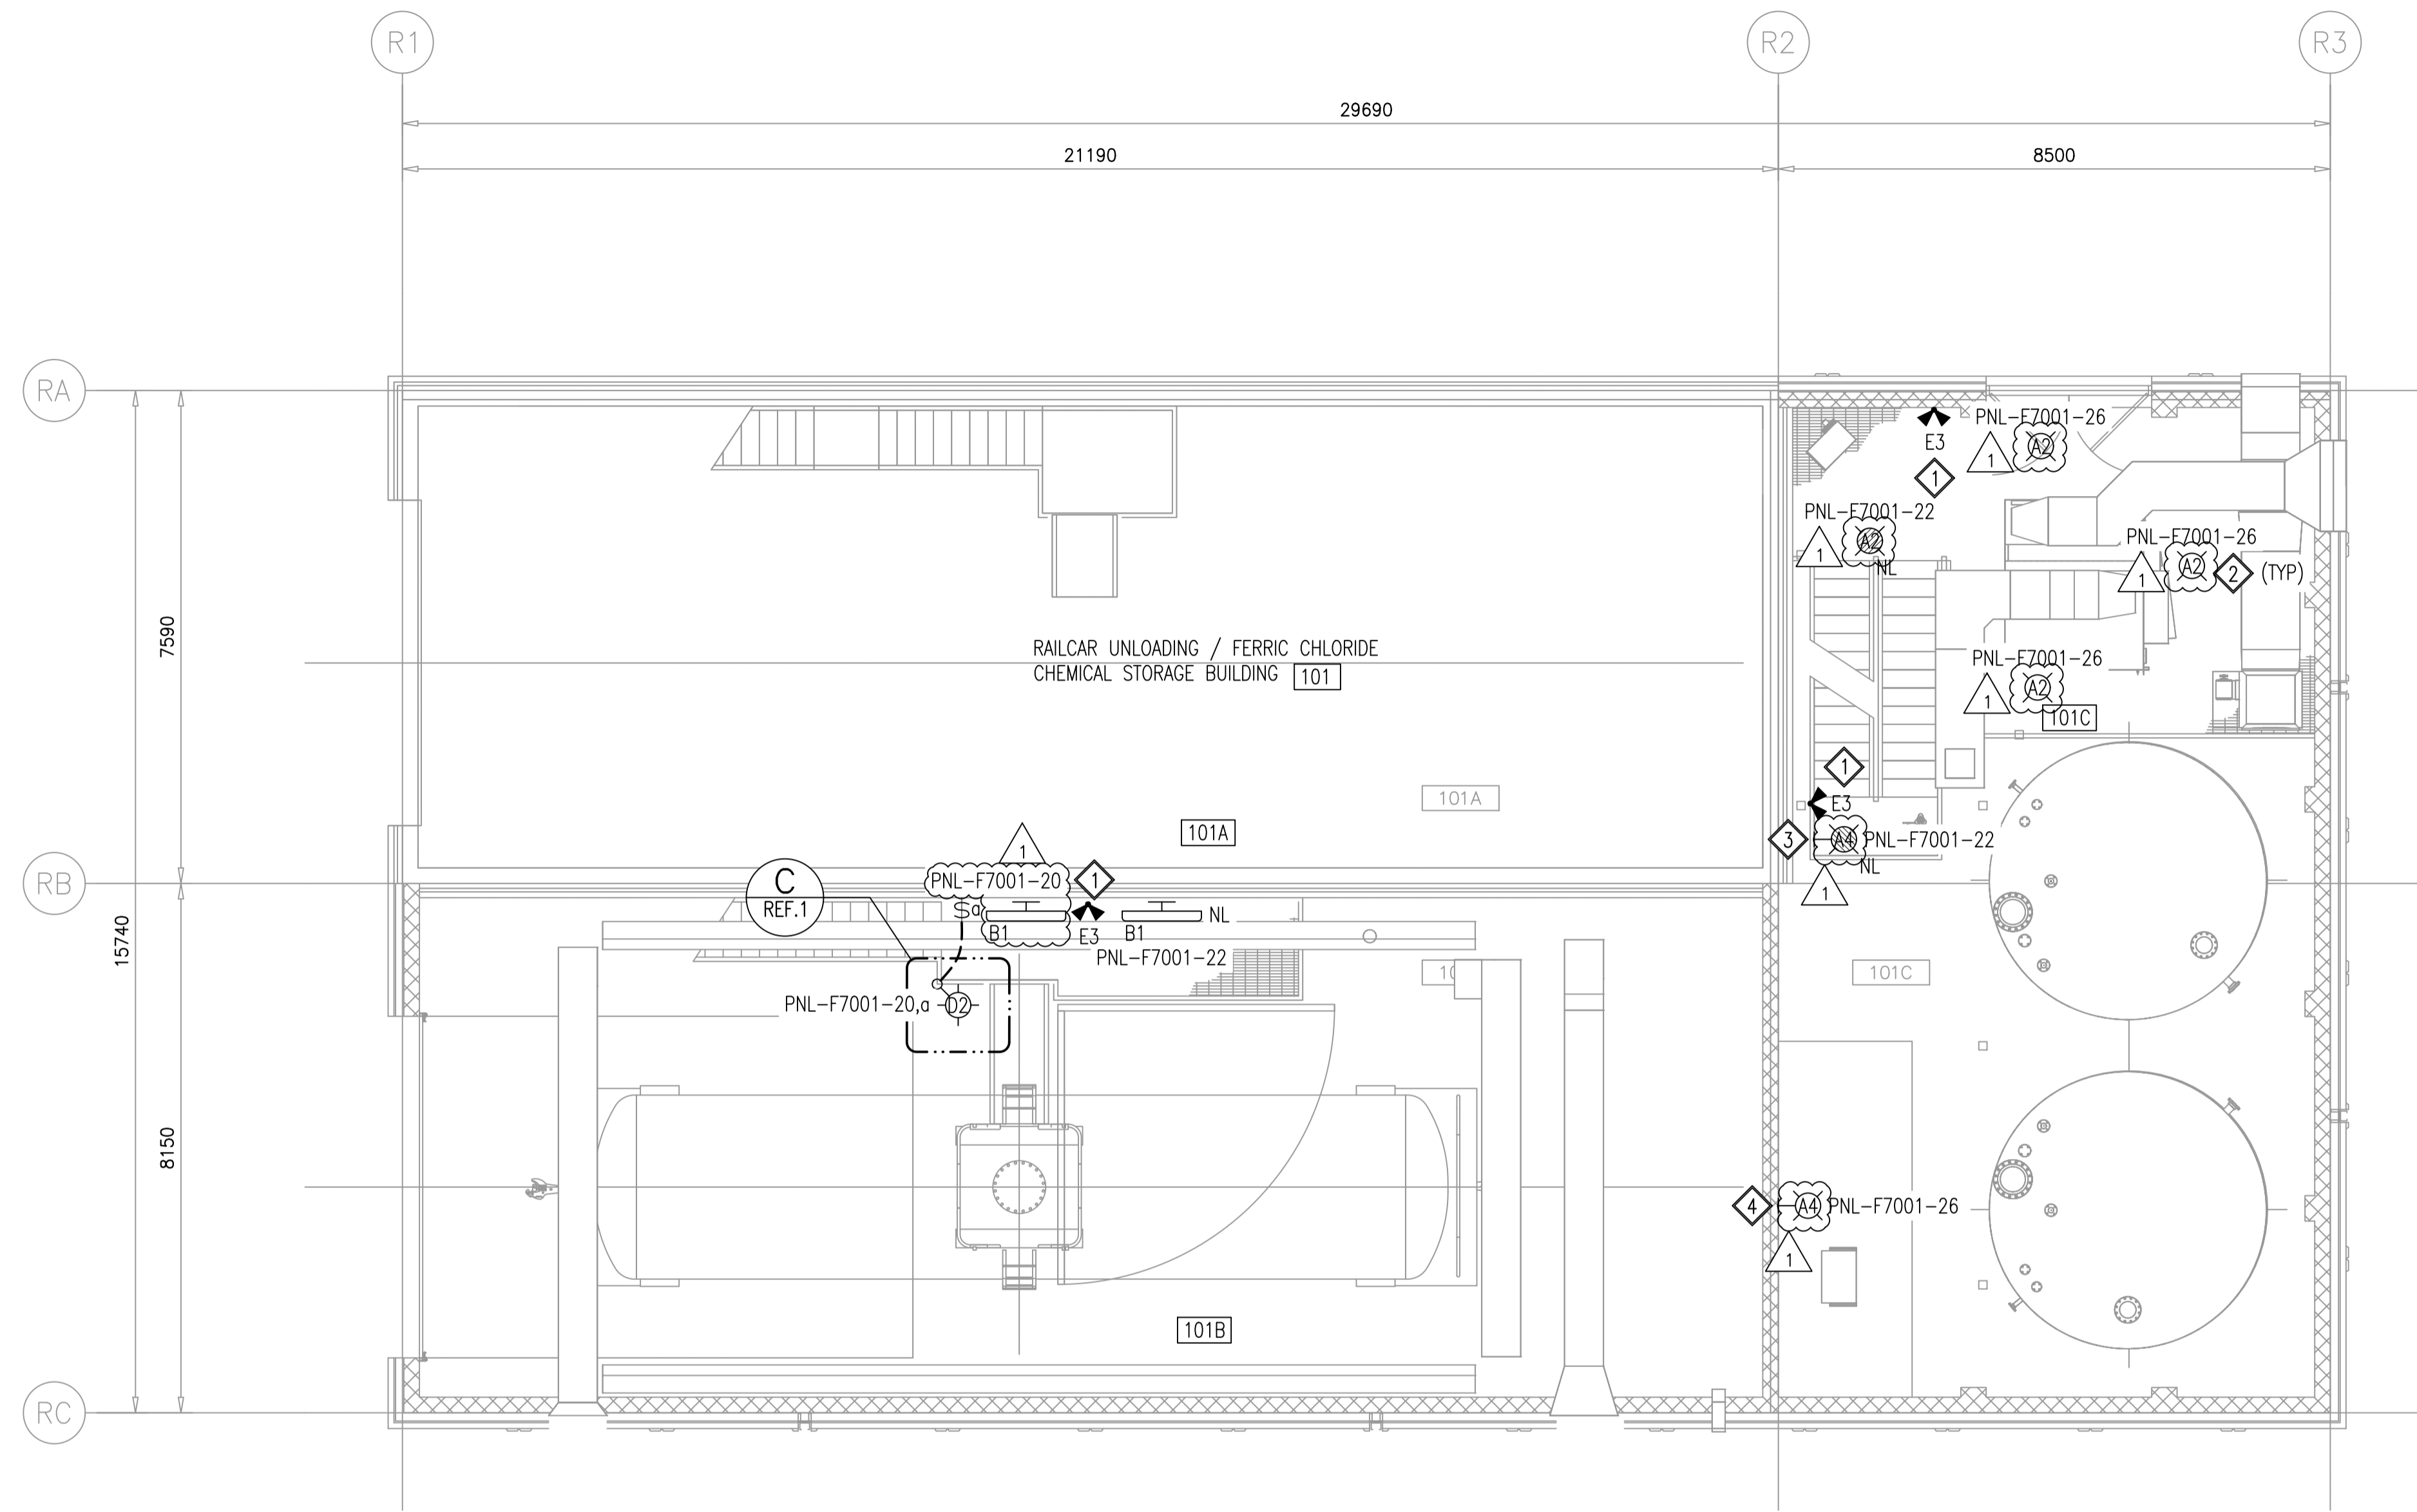 R1
R2
R3
29690
21190
8500
RA
7590
15740
RB
8150
RC
PNL-F7001-26
A2
1
E3
1
PNL-F7001-22
A2
1
NL
PNL-F7001-26
A2
1
2
(TYP)
RAILCAR UNLOADING / FERRIC CHLORIDE
CHEMICAL STORAGE BUILDING 101
PNL-F7001-26
A2
1
101C
1
101A
101A
E3
3
A4
PNL-F7001-22
NL
1
1
C
REF.1
PNL-F7001-20
1
Sa
B1
E3
B1
NL
PNL-F7001-22
101C
PNL-F7001-20,a
D2
4
A4
PNL-F7001-26
1
101B